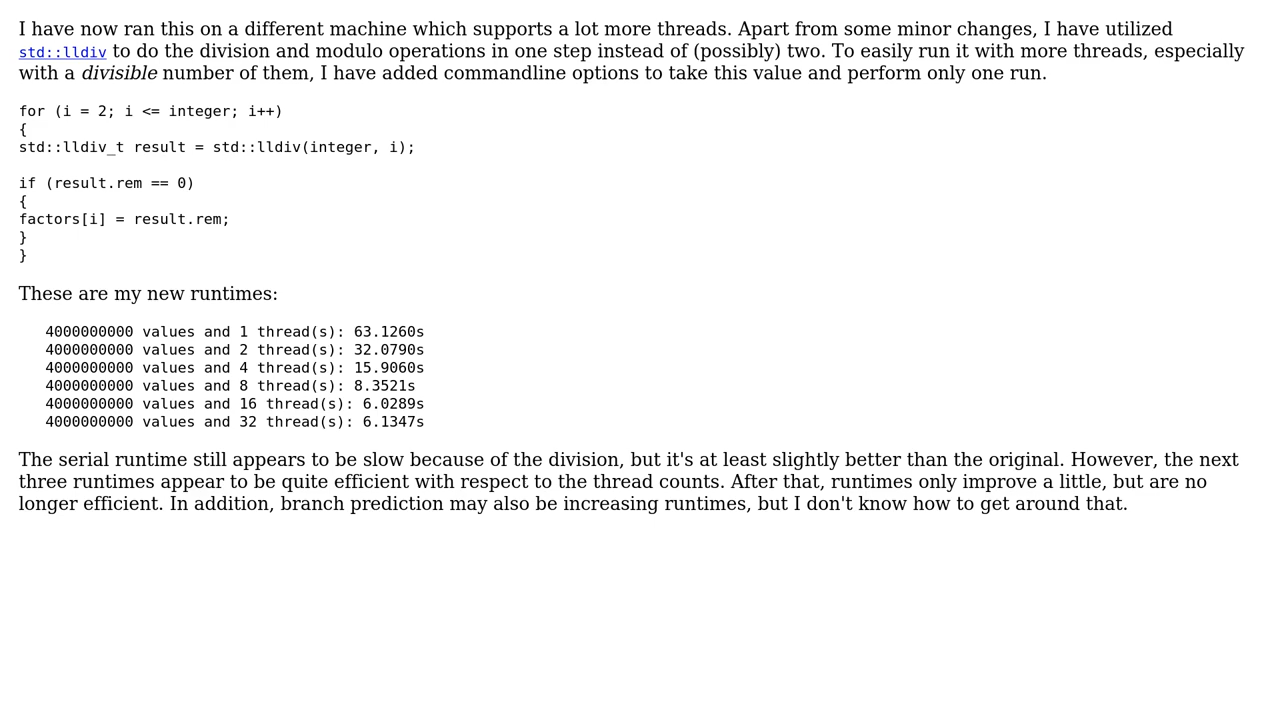 I have now ran this on a different machine which supports a lot more threads. Apart from some minor changes, I have utilized
std::lldiv to do the division and modulo operations in one step instead of (possibly) two. To easily run it with more threads, especially
with a divisible number of them, I have added commandline options to take this value and perform only one run.
for (i = 2; i <= integer; i++)
{
std::lldiv_t result = std::lldiv(integer, i);
if (result.rem == 0)
{
factors[i] = result.rem;
}
}
These are my new runtimes:
4000000000 values and 1 thread(s): 63.1260s
4000000000 values and 2 thread(s): 32.0790s
4000000000 values and 4 thread(s): 15.9060s
4000000000 values and 8 thread(s): 8.3521s
4000000000 values and 16 thread(s): 6.0289s
4000000000 values and 32 thread(s): 6.1347s
The serial runtime still appears to be slow because of the division, but it's at least slightly better than the original. However, the next
three runtimes appear to be quite efficient with respect to the thread counts. After that, runtimes only improve a little, but are no
longer efficient. In addition, branch prediction may also be increasing runtimes, but I don't know how to get around that.